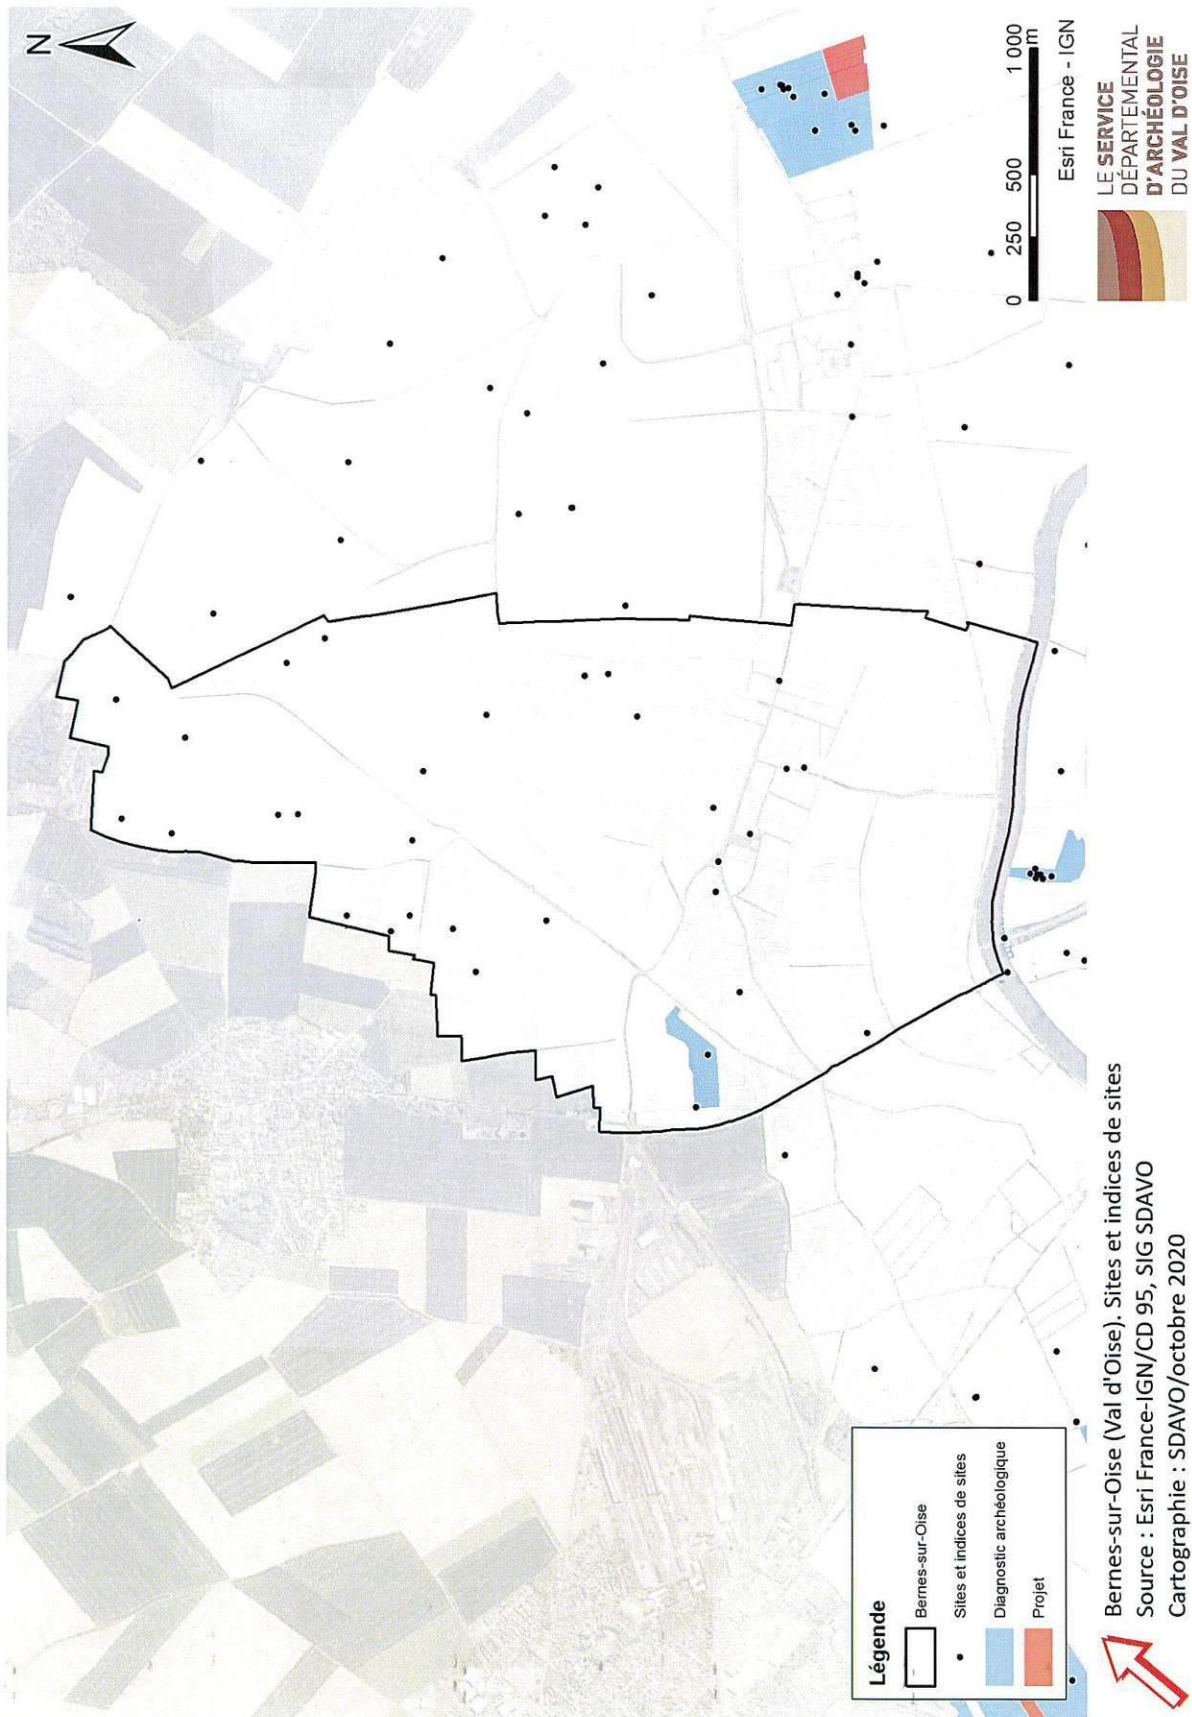 N
0 250 500 1 000
m
Esri France - IGN
LE SERVICE
DÉPARTEMENTAL
D'ARCHÉOLOGIE
DU VAL D'OISE
Légende
Bernes-sur-Oise
Sites et indices de sites
Diagnostic archéologique
Projet
Bernes-sur-Oise (Val d'Oise). Sites et indices de sites
Source : Esri France-IGN/CD 95, SIG SDAVO
Cartographie : SDAVO/octobre 2020